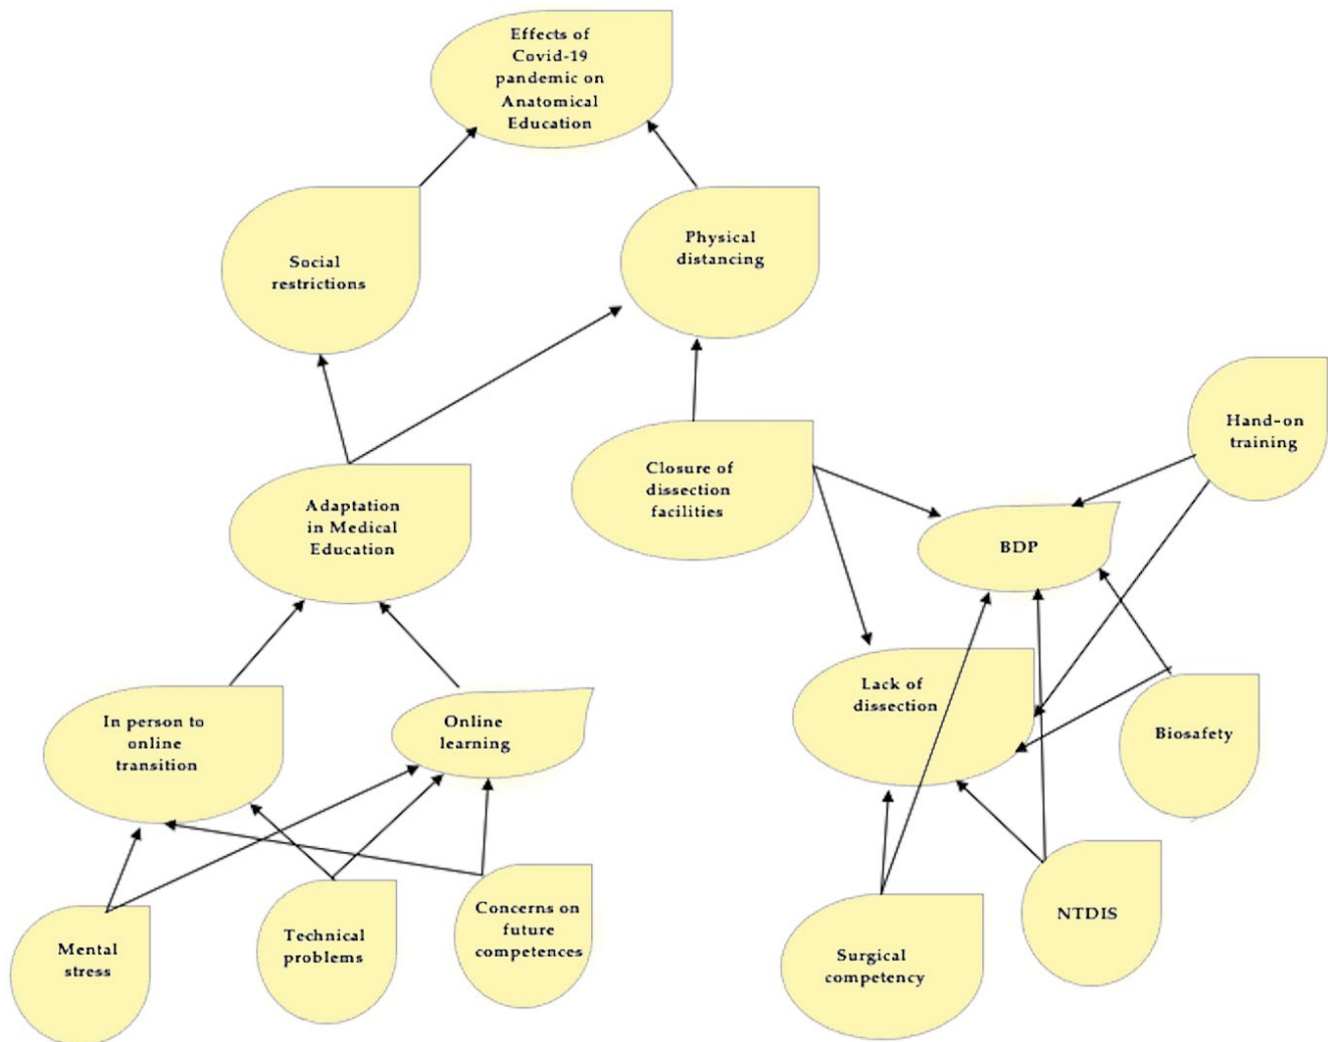 Effects of
Covid-19
pandemic on
Anatomical
Education
Social
restrictions
Physical
distancing
Adaptation
in Medical
Education
Closure of
dissection
facilities
Hand-on
training
BDP
In person to
online
transition
Online
learning
Lack of
dissection
Biosafety
Mental
stress
Technical
problems
Concerns on
future
competences
Surgical
competency
NTDIS